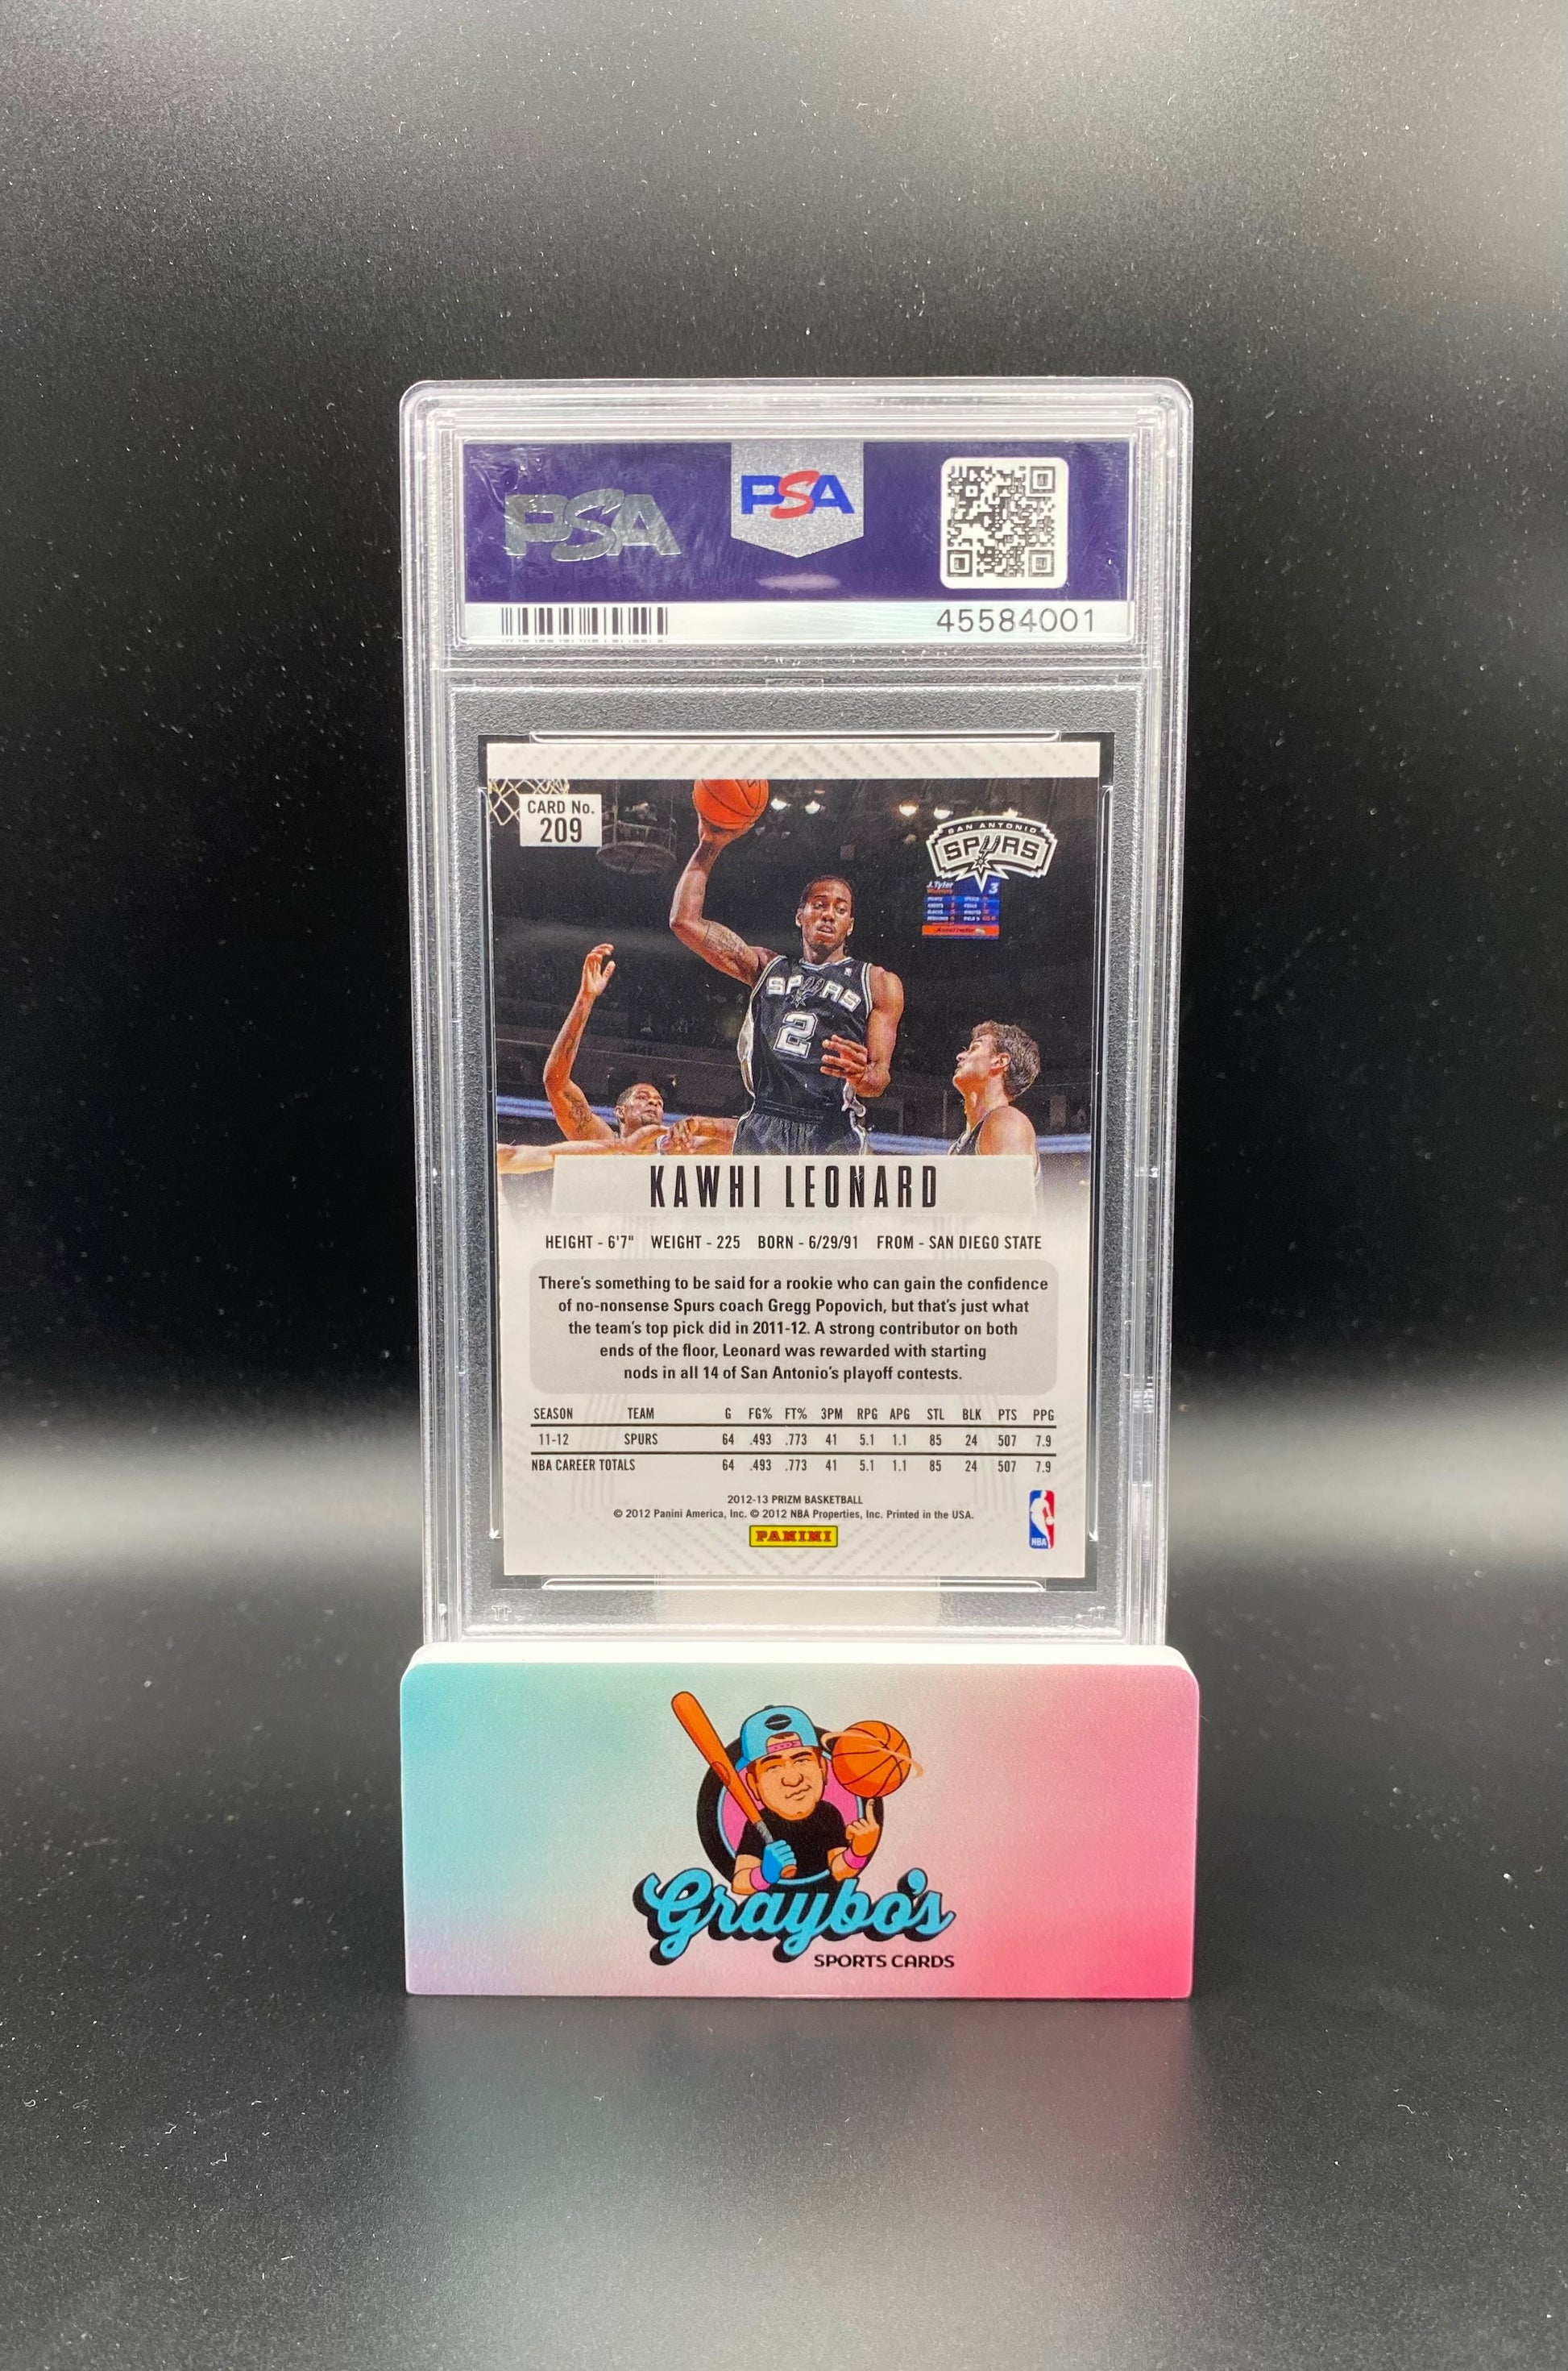 PSA
PSA
45584001
CARD No.
209
SAN ANTONIO
SPURS
J.Tyler
3
SPURS
2
KAWHI LEONARD
HEIGHT - 6'7" WEIGHT - 225 BORN - 6/29/91 FROM - SAN DIEGO STATE
There's something to be said for a rookie who can gain the confidence
of no-nonsense Spurs coach Gregg Popovich, but that's just what
the team's top pick did in 2011-12. A strong contributor on both
ends of the floor, Leonard was rewarded with starting
nods in all 14 of San Antonio's playoff contests.
SEASON TEAM G FG% FT% 3PM RPG APG STL BLK PTS PPG
11-12 SPURS 64 .493 .773 41 5.1 1.1 85 24 507 7.9
NBA CAREER TOTALS 64 .493 .773 41 5.1 1.1 85 24 507 7.9
2012-13 PRIZM BASKETBALL
© 2012 Panini America, Inc. © 2012 NBA Properties, Inc. Printed in the USA.
PANINI
NBA
Graybo's
SPORTS CARDS